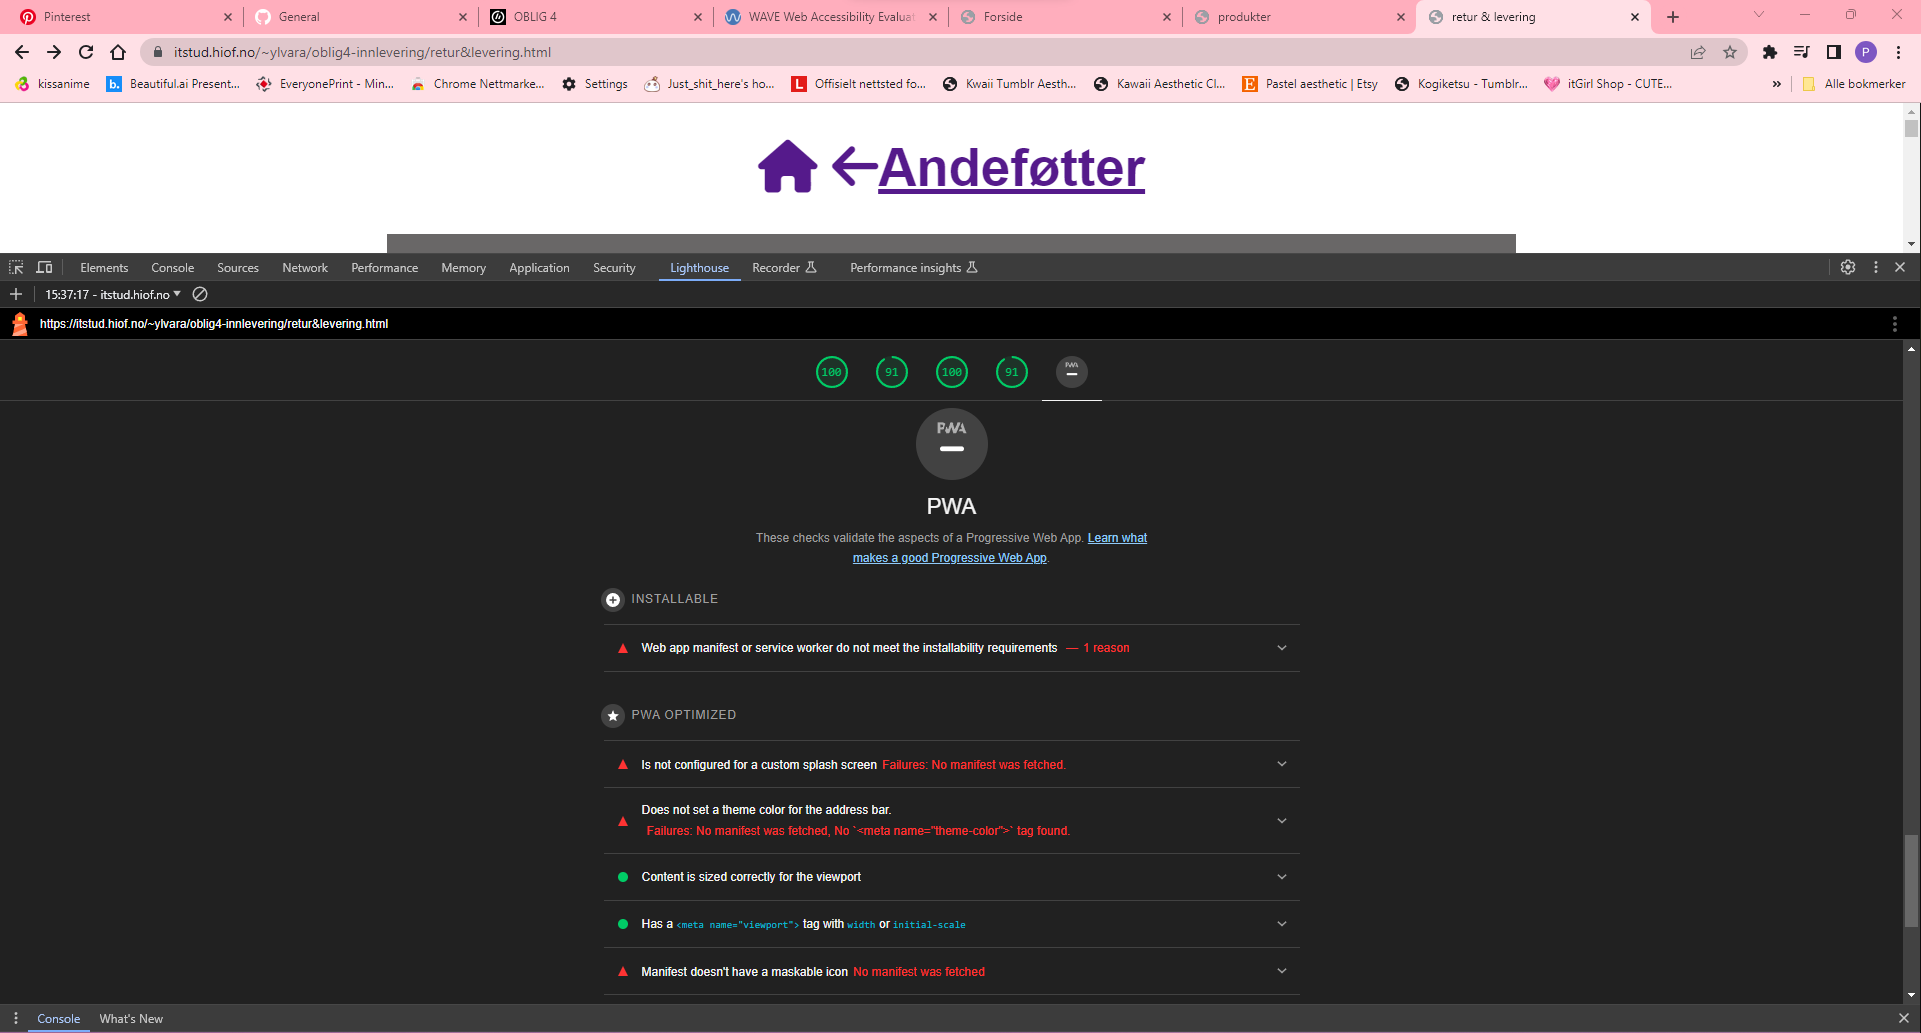 Pinterest
General
OBLIG 4
WAVE Web Accessibility Evaluat
Forside
produkter
retur & levering
itstud.hiof.no/~ylvara/oblig4-innlevering/retur&levering.html
P
kissanime
b. Beautiful.ai Present...
EveryonePrint - Min...
Chrome Nettmarke...
Settings
Just_shit_here's ho...
L Offisielt nettsted fo...
Kwaii Tumblr Aesth...
Kawaii Aesthetic Cl...
E Pastel aesthetic | Etsy
Kogiketsu - Tumblr...
itGirl Shop - CUTE...
»
Alle bokmerker
Andeføtter
Elements Console Sources Network Performance Memory Application Security Lighthouse Recorder Performance insights
15:37:17 - itstud.hiof.no
https://itstud.hiof.no/~ylvara/oblig4-innlevering/retur&levering.html
100 91 100 91 PWA
PWA
PWA
These checks validate the aspects of a Progressive Web App. Learn what
makes a good Progressive Web App.
INSTALLABLE
Web app manifest or service worker do not meet the installability requirements — 1 reason
PWA OPTIMIZED
Is not configured for a custom splash screen Failures: No manifest was fetched.
Does not set a theme color for the address bar.
Failures: No manifest was fetched, No `<meta name="theme-color">` tag found.
Content is sized correctly for the viewport
Has a <meta name="viewport"> tag with width or initial-scale
Manifest doesn't have a maskable icon No manifest was fetched
Console What's New